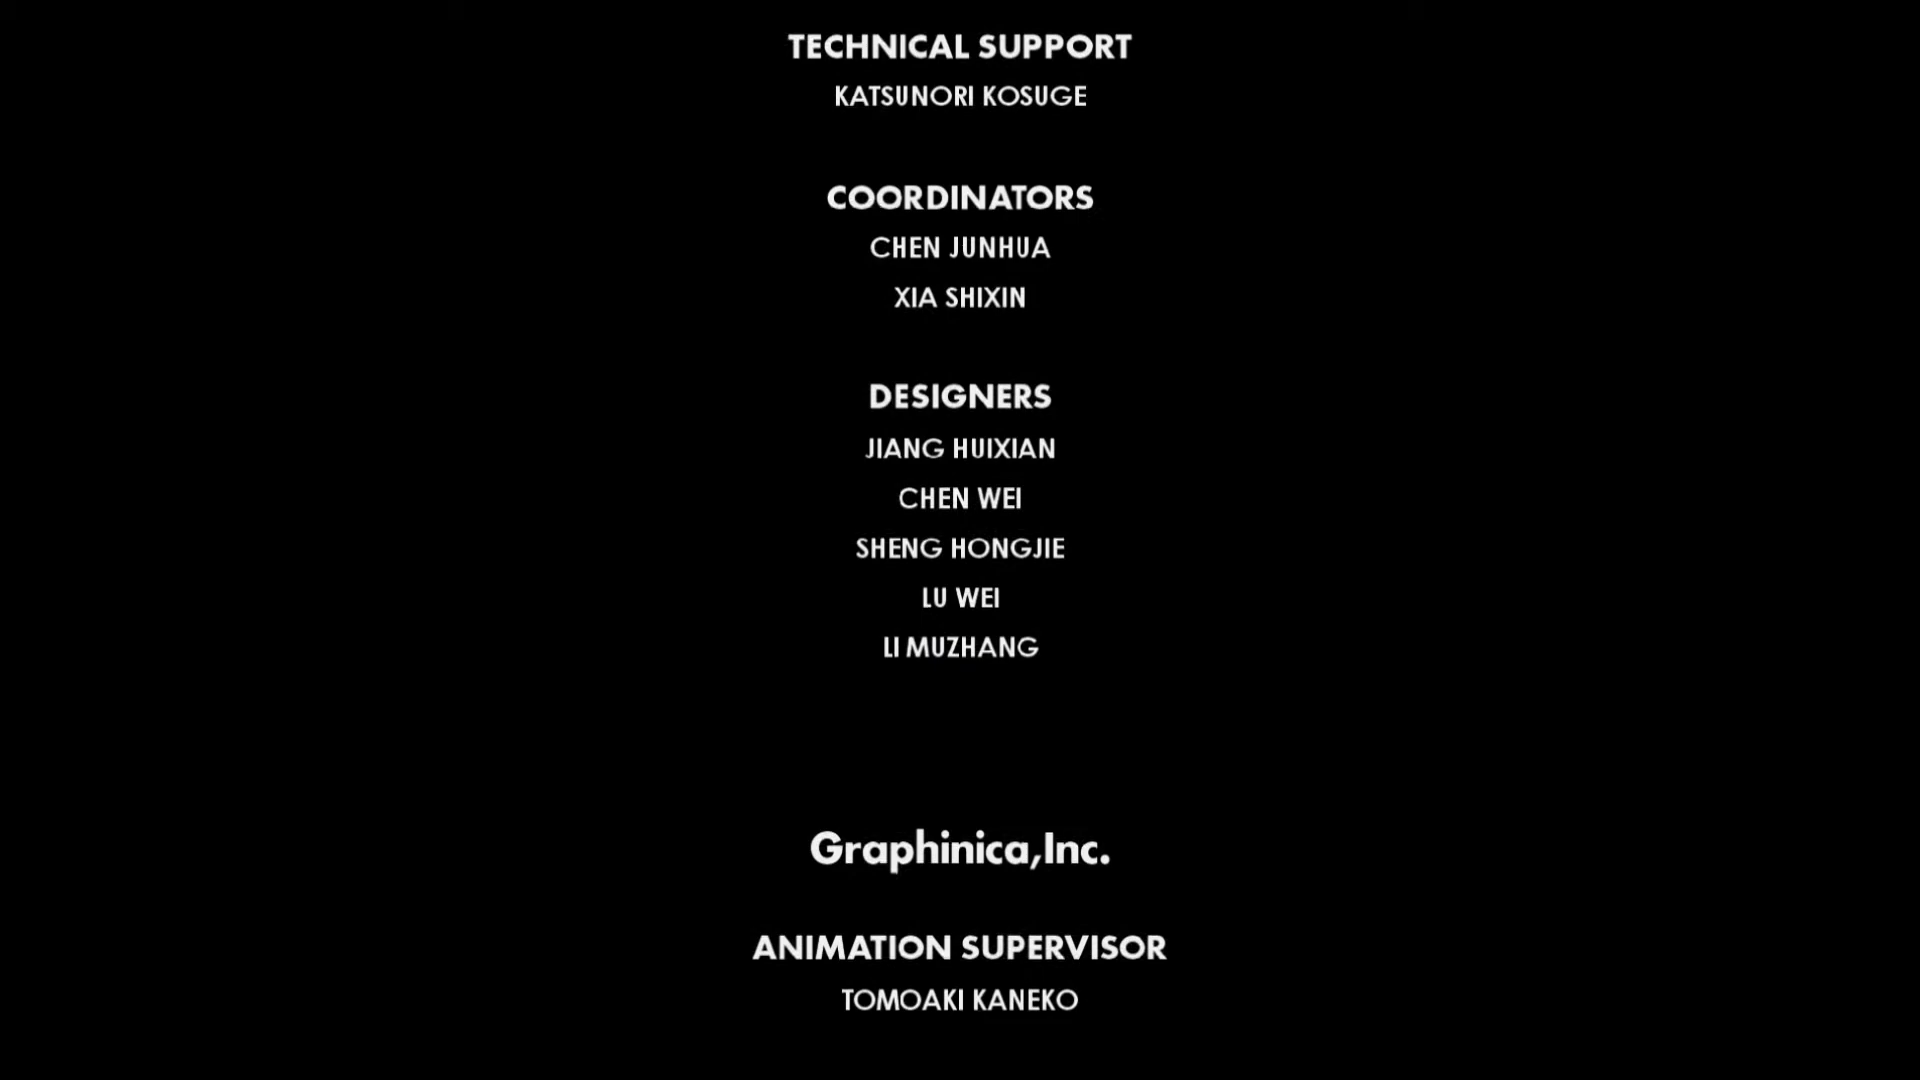 TECHNICAL SUPPORT
KATSUNORI KOSUGE
COORDINATORS
CHEN JUNHUA
XIA SHIXIN
DESIGNERS
JIANG HUIXIAN
CHEN WEI
SHENG HONGJIE
LU WEI
LI MUZHANG
Graphinica,Inc.
ANIMATION SUPERVISOR
TOMOAKI KANEKO